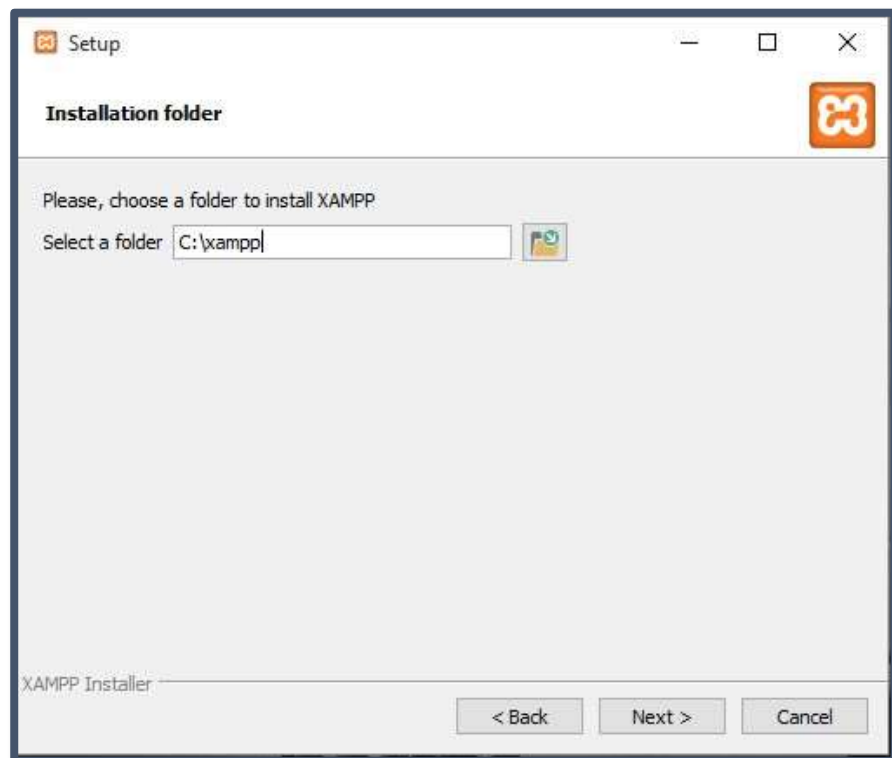 Setup
Installation folder
Please, choose a folder to install XAMPP
Select a folder C:\xampp
XAMPP Installer
< Back Next > Cancel